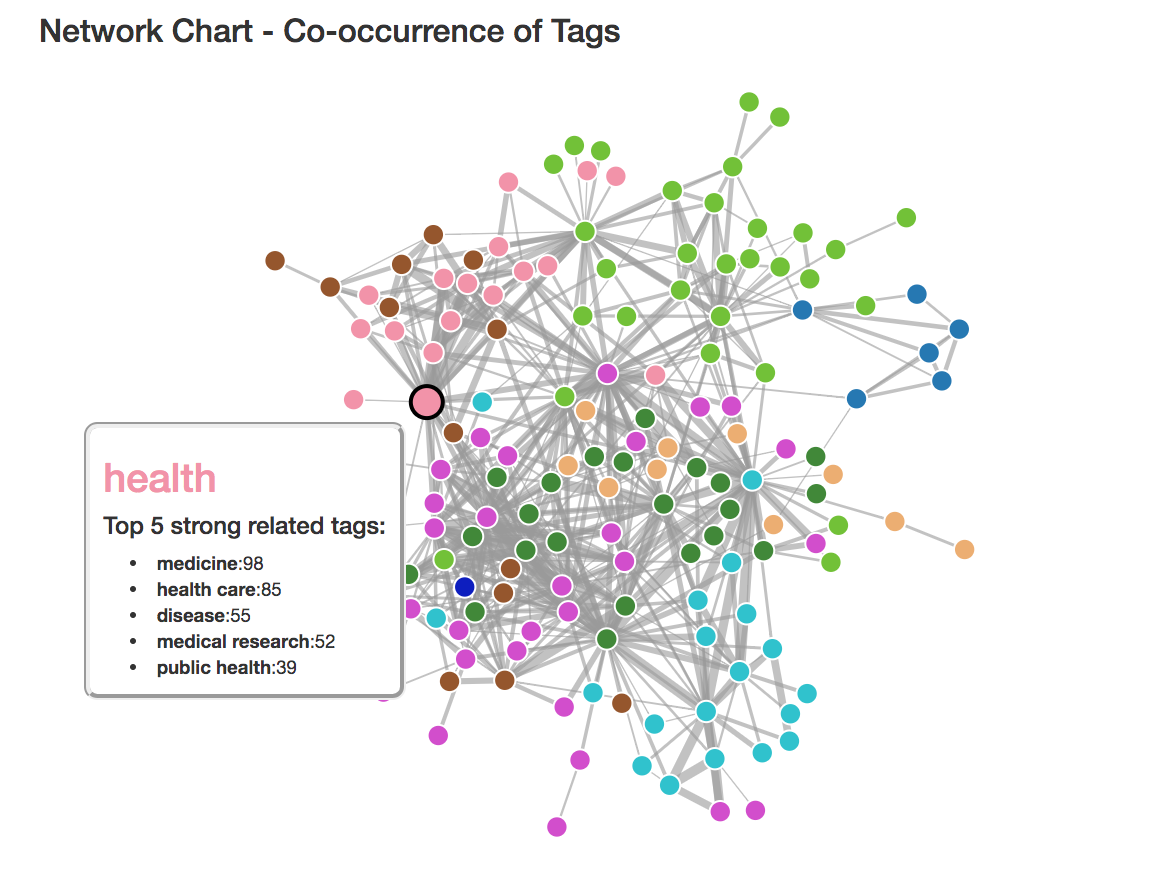 Network Chart - Co-occurrence of Tags
health
Top 5 strong related tags:
• medicine:98
• health care:85
• disease:55
• medical research:52
• public health:39